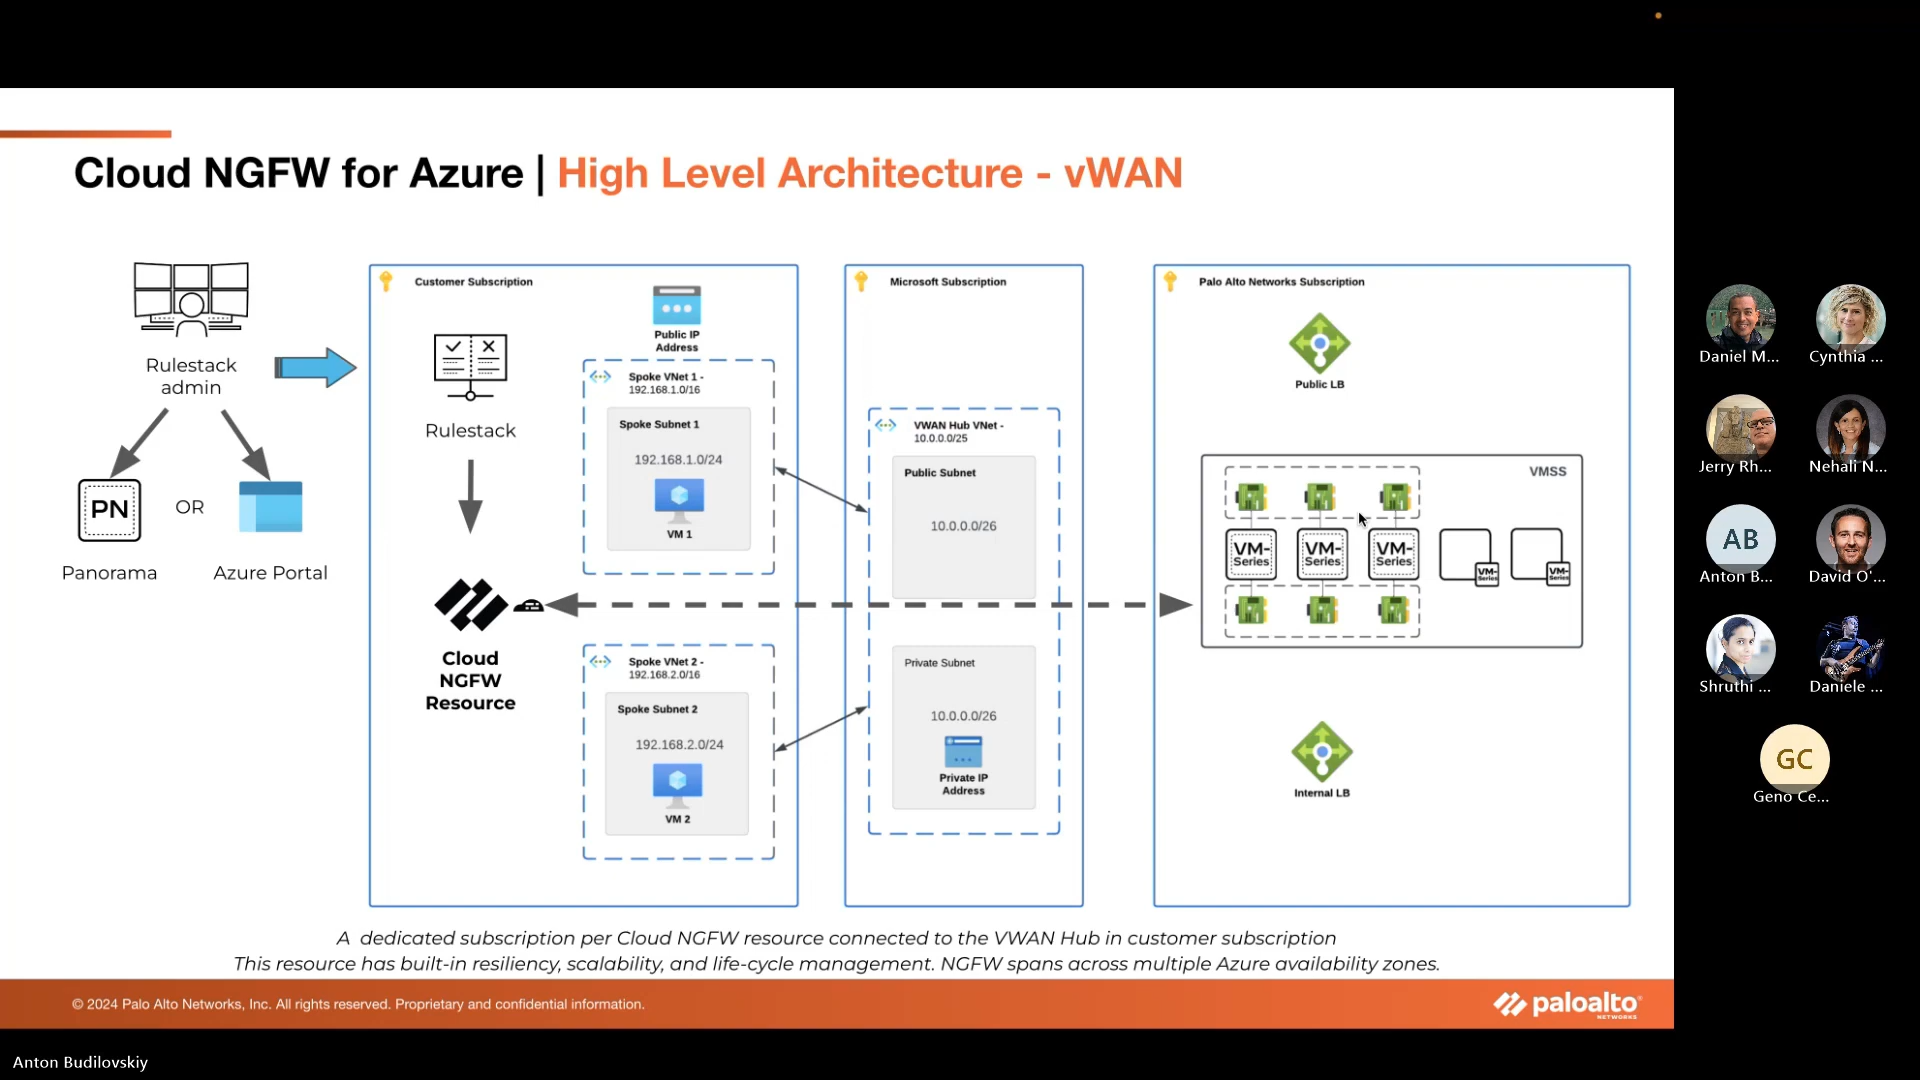 Cloud NGFW for Azure | High Level Architecture - vWAN
Rulestack
admin
PN
OR
Panorama
Azure Portal
Customer Subscription
Public IP
Address
Rulestack
Cloud
NGFW
Resource
Spoke VNet 1 -
192.168.1.0/16
Spoke Subnet 1
192.168.1.0/24
VM 1
Spoke VNet 2 -
192.168.2.0/16
Spoke Subnet 2
192.168.2.0/24
VM 2
Microsoft Subscription
VWAN Hub VNet -
10.0.0.0/25
Public Subnet
10.0.0.0/26
Private Subnet
10.0.0.0/26
Private IP
Address
Palo Alto Networks Subscription
Public LB
VMSS
VM-
Series
VM-
Series
VM-
Series
VM-
Series
VM-
Series
Internal LB
A dedicated subscription per Cloud NGFW resource connected to the VWAN Hub in customer subscription
This resource has built-in resiliency, scalability, and life-cycle management. NGFW spans across multiple Azure availability zones.
© 2024 Palo Alto Networks, Inc. All rights reserved. Proprietary and confidential information.
paloalto
NETWORKS
Daniel M...
Cynthia ...
Jerry Rh...
Nehali N...
AB
Anton B...
David O'...
Shruthi ...
Daniele ...
GC
Geno Ce...
Anton Budilovskiy